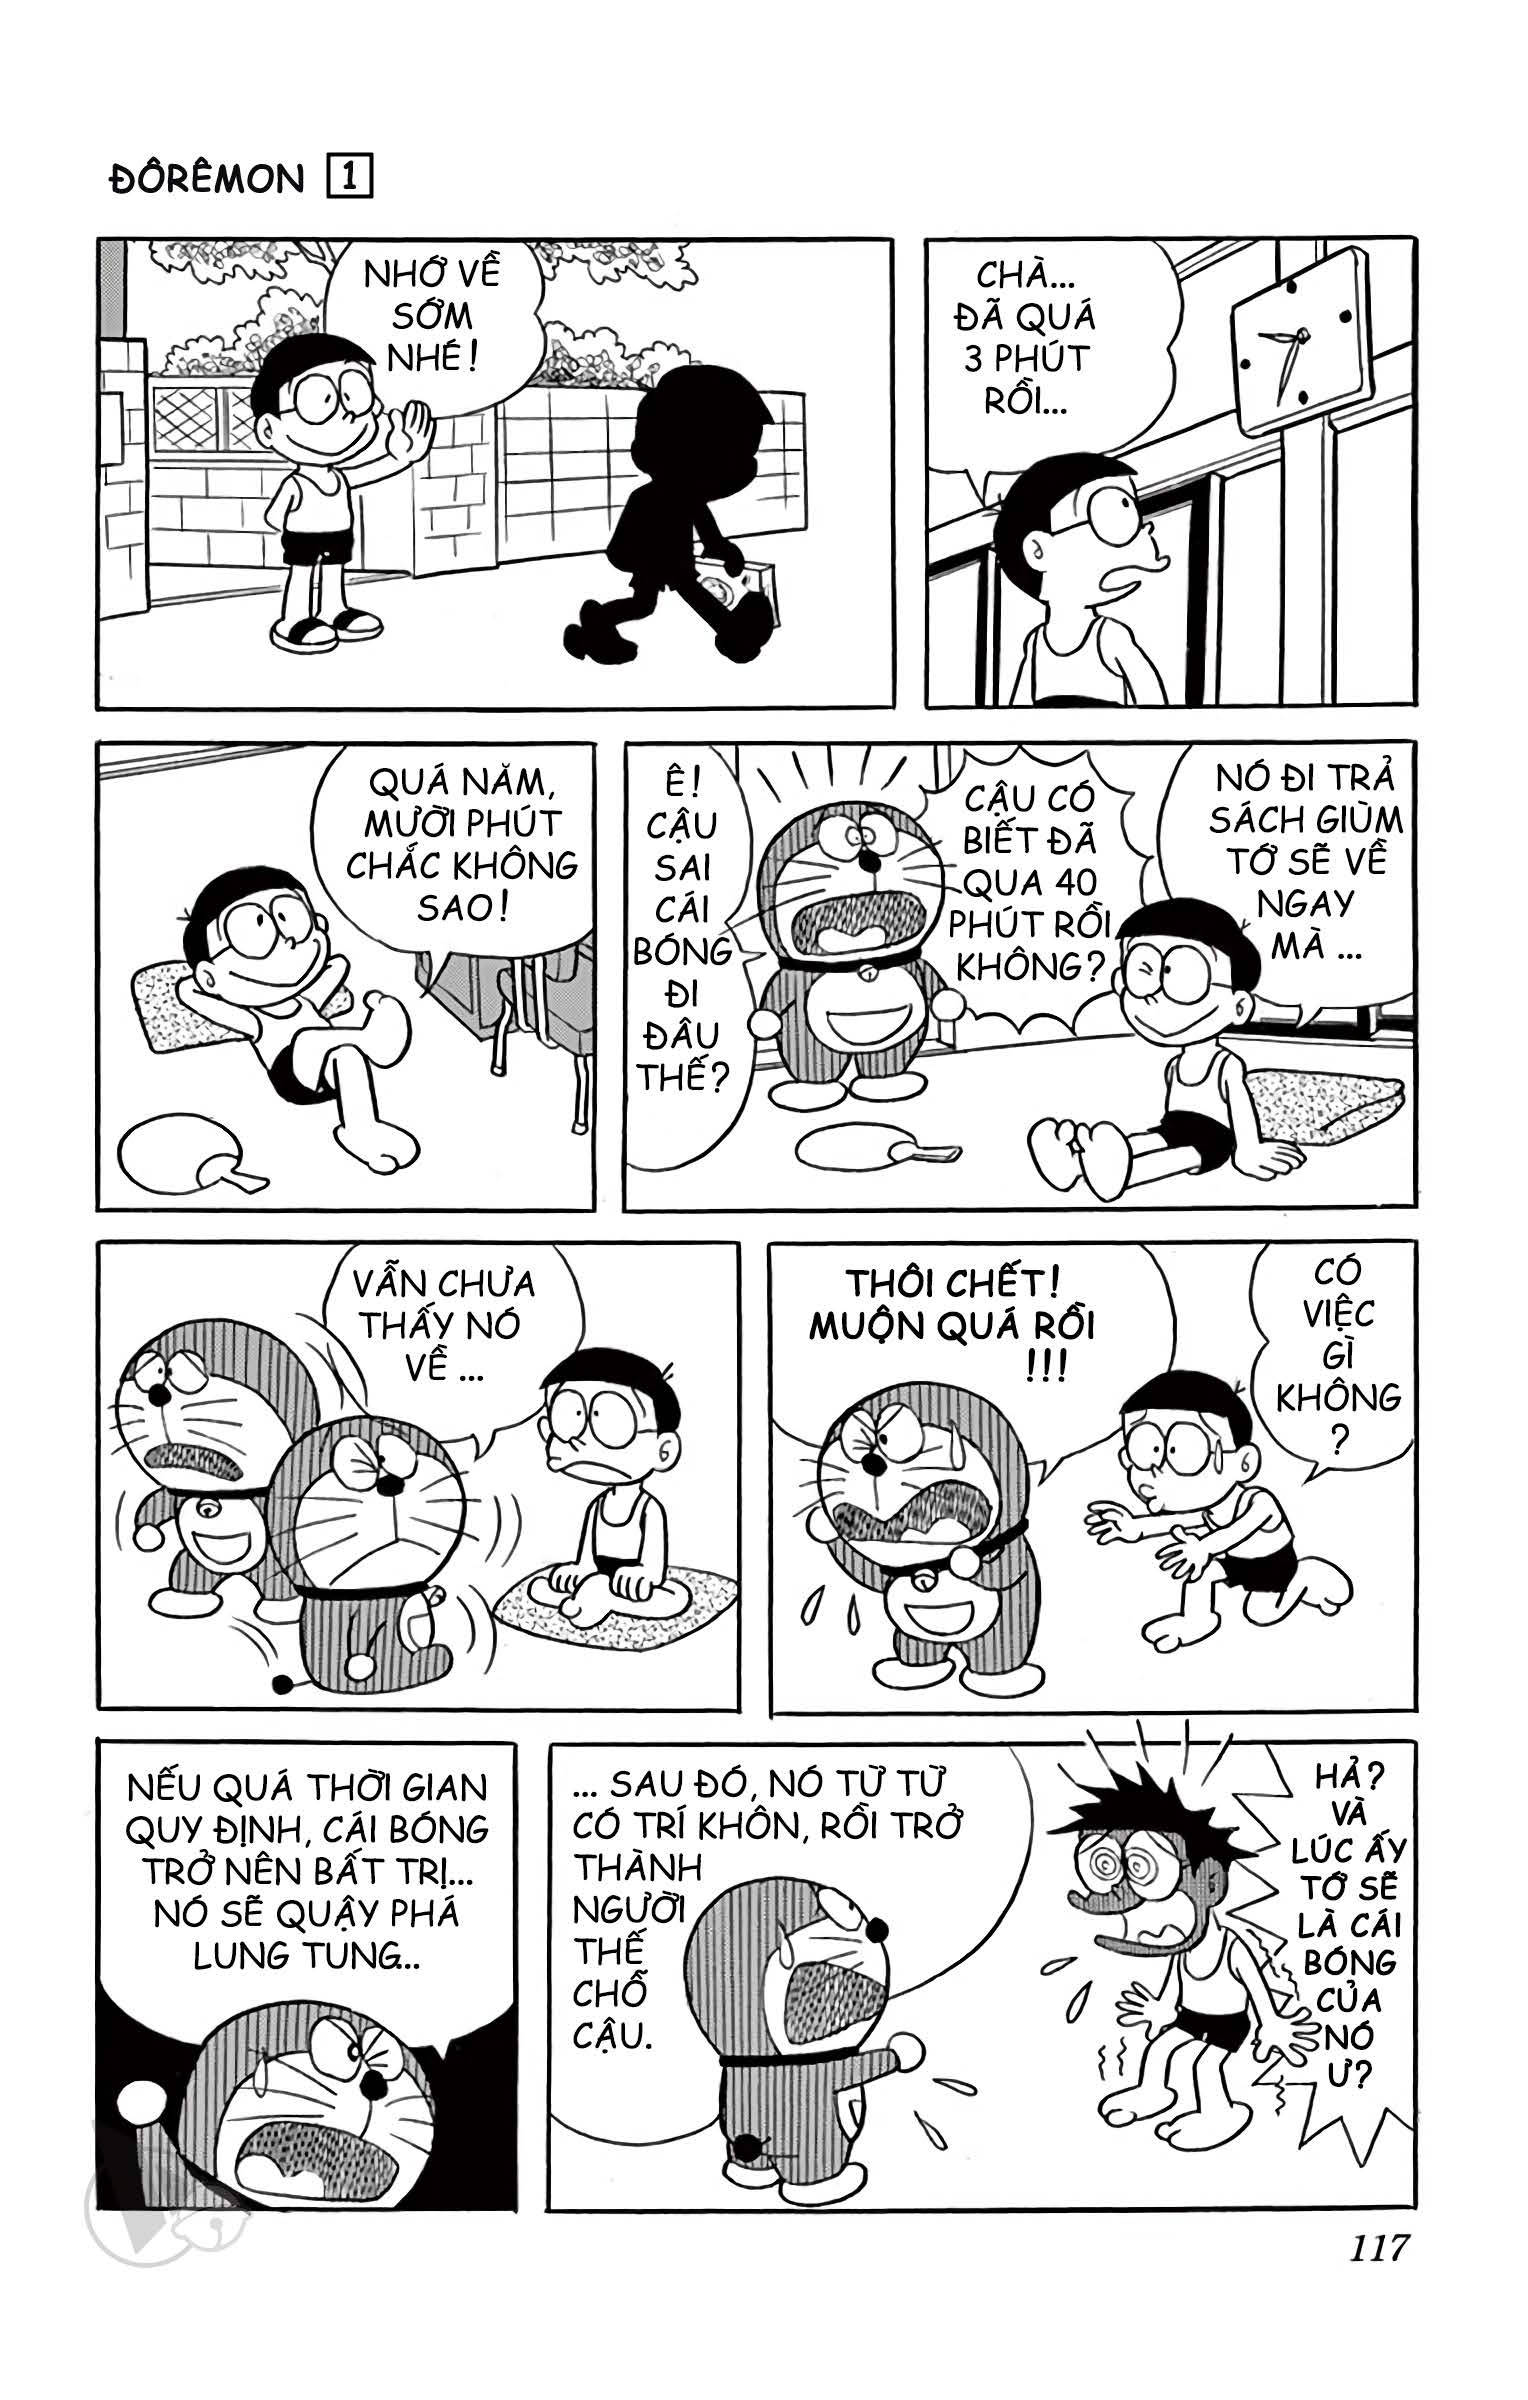 ĐÔRÊMON 1
NHỚ VỀ
SỚM
NHÉ!
CHÀ...
ĐÃ QUÁ
3 PHÚT
RỒI...
QUÁ NĂM,
MƯỜI PHÚT
CHẮC KHÔNG
SAO!
Ê!
CẬU
SAI
CÁI
BÓNG
ĐI
ĐÂU
THẾ?
CẬU CÓ
BIẾT ĐÃ
QUA 40
PHÚT RỒI
KHÔNG?
NÓ ĐI TRẢ
SÁCH GIÙM
TỚ SẼ VỀ
NGAY
MÀ ...
VẪN CHƯA
THẤY NÓ
VỀ ...
THÔI CHẾT!
MUỘN QUÁ RỒI
!!!
CÓ
VIỆC
GÌ
KHÔNG
?
NẾU QUÁ THỜI GIAN
QUY ĐỊNH, CÁI BÓNG
TRỞ NÊN BẤT TRỊ...
NÓ SẼ QUẬY PHÁ
LUNG TUNG...
... SAU ĐÓ, NÓ TỪ TỪ
CÓ TRÍ KHÔN, RỒI TRỞ
THÀNH
NGƯỜI
THẾ
CHỖ
CẬU.
HẢ?
VÀ
LÚC ẤY
TỚ SẼ
LÀ CÁI
BÓNG
CỦA
NÓ
Ư?
117